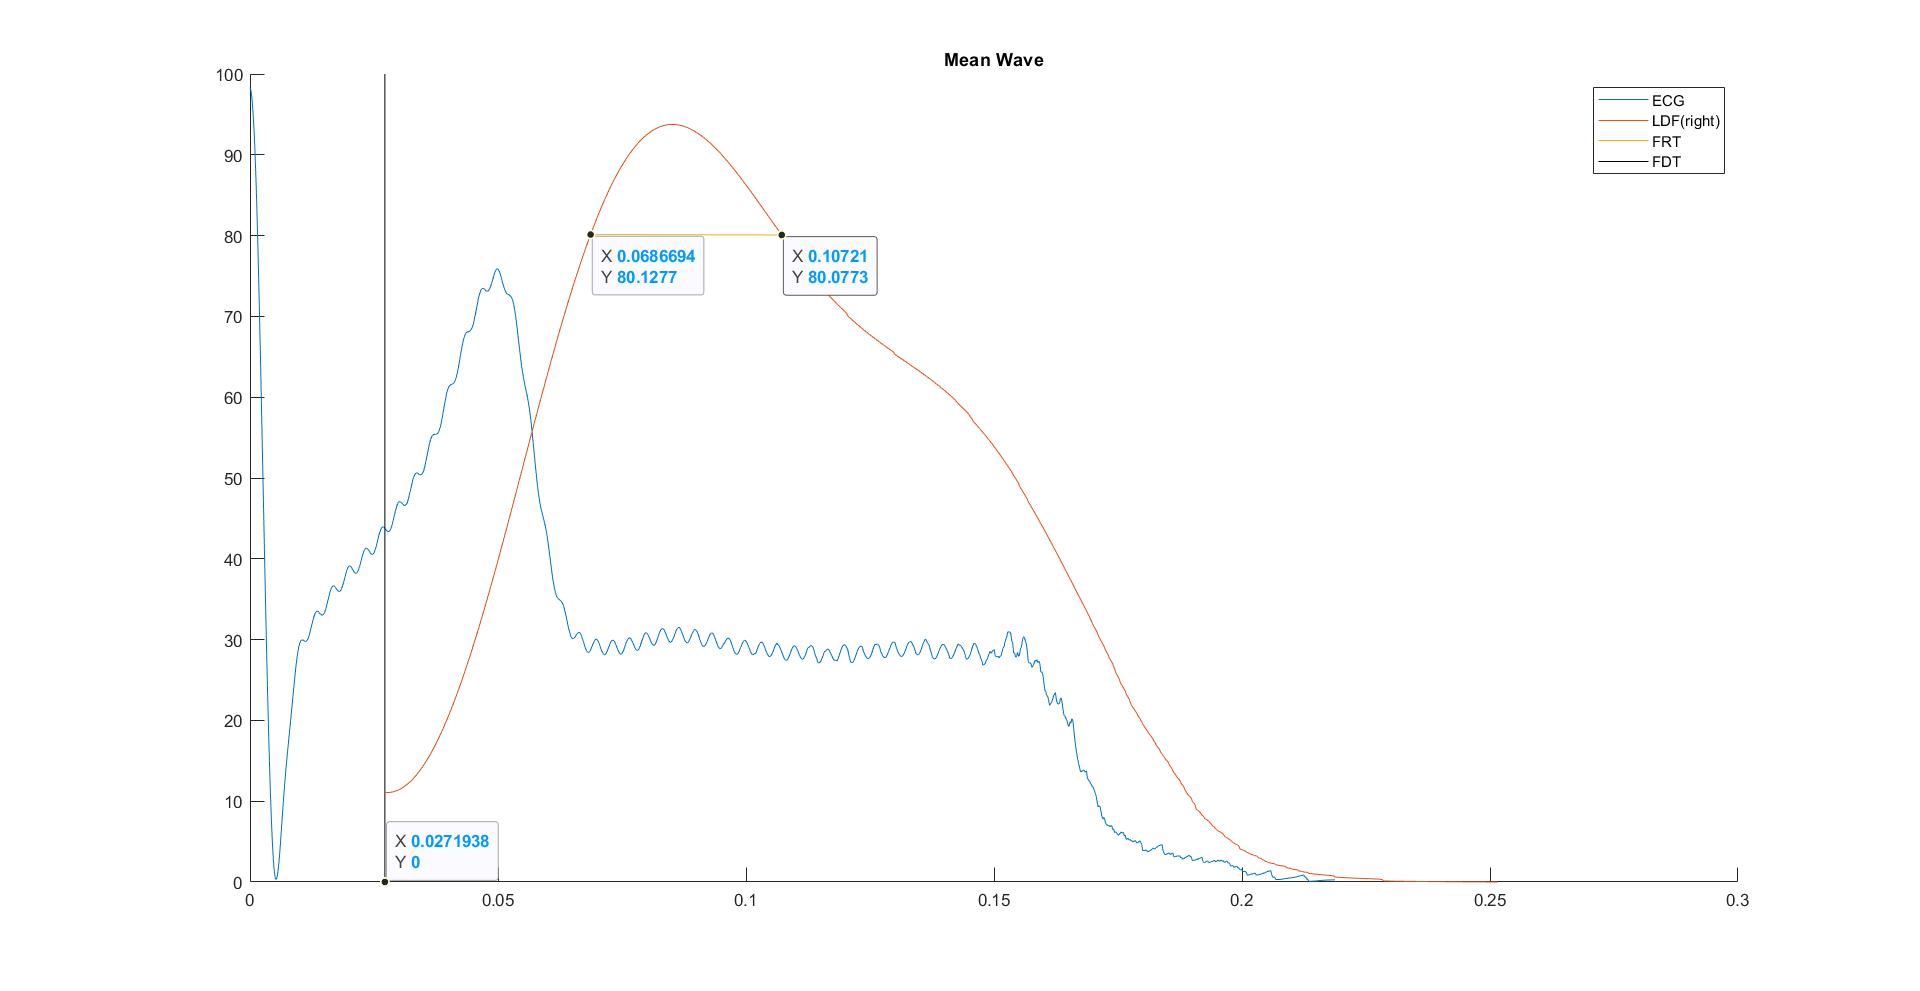 Mean Wave
100
90
80
70
60
50
40
30
20
10
0
ECG
LDF(right)
FRT
FDT
X 0.0686694
Y 80.1277
X 0.10721
Y 80.0773
X 0.0271938
Y 0
0 0.05 0.1 0.15 0.2 0.25 0.3